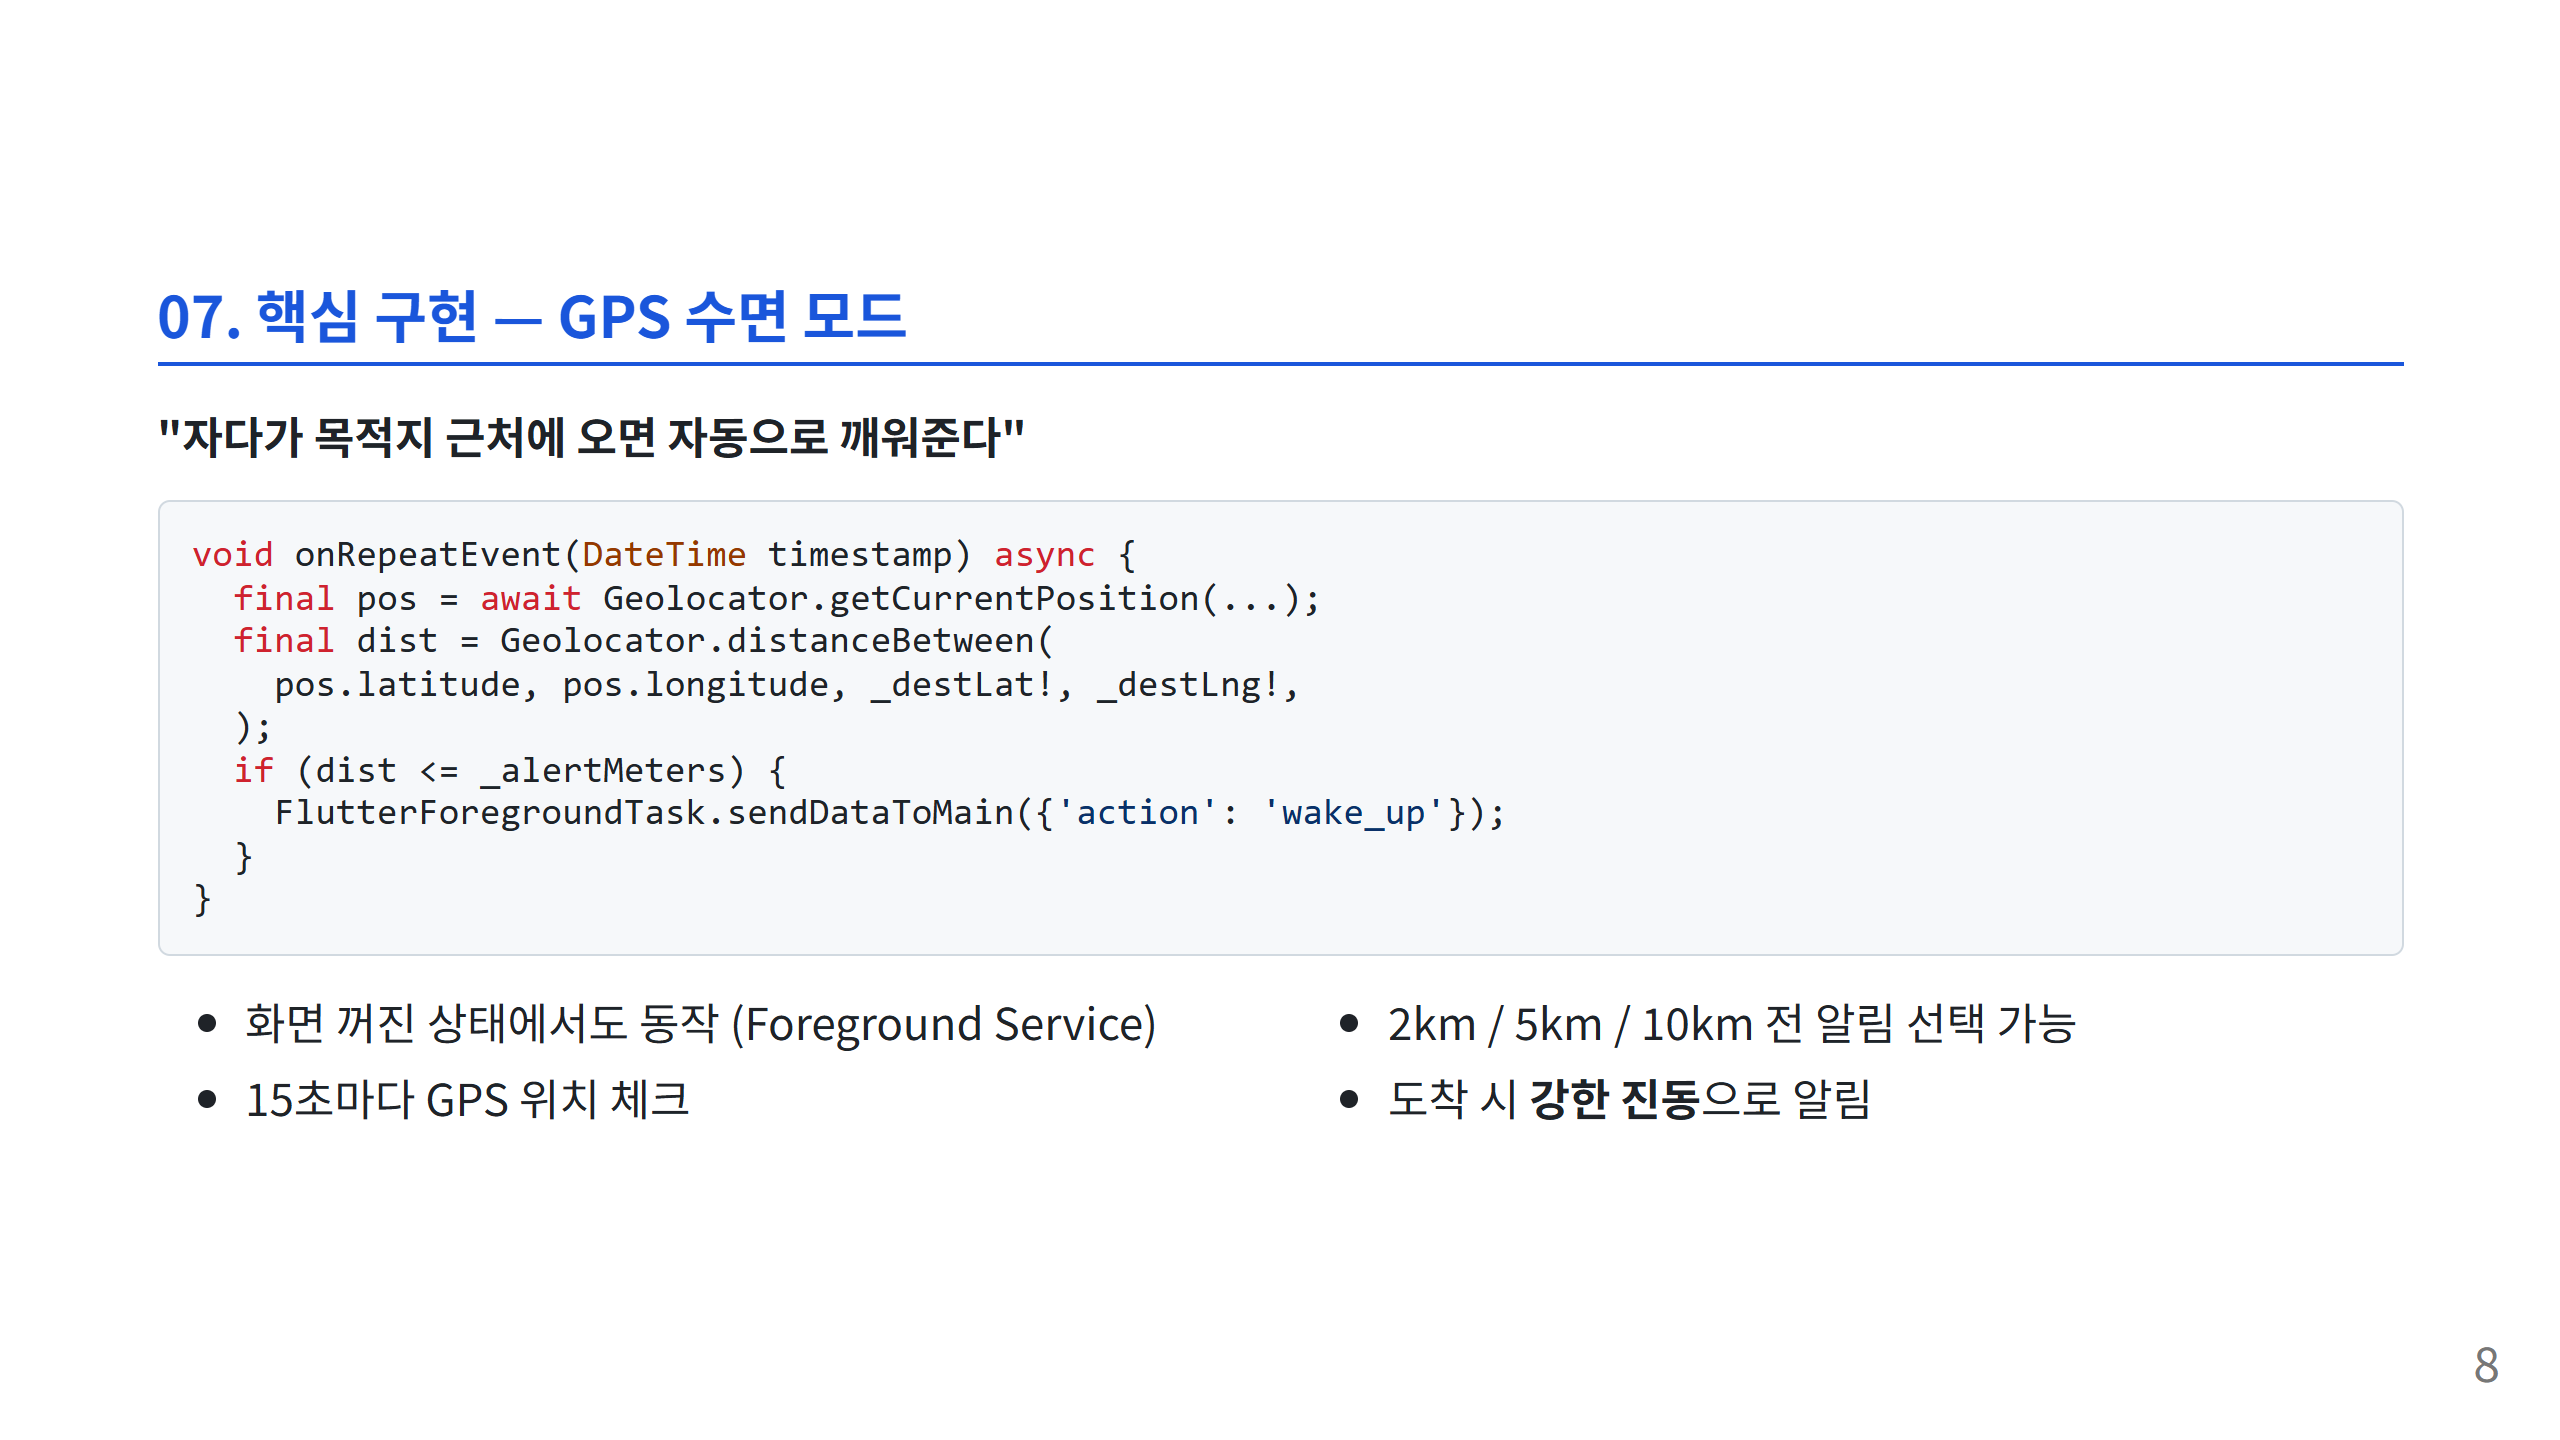 07. 핵심 구현 — GPS 수면 모드
"자다가 목적지 근처에 오면 자동으로 깨워준다"
void onRepeatEvent(DateTime timestamp) async {
  final pos = await Geolocator.getCurrentPosition(...);
  final dist = Geolocator.distanceBetween(
    pos.latitude, pos.longitude, _destLat!, _destLng!,
  );
  if (dist <= _alertMeters) {
    FlutterForegroundTask.sendDataToMain({'action': 'wake_up'});
  }
}
• 화면 꺼진 상태에서도 동작 (Foreground Service)
• 15초마다 GPS 위치 체크
• 2km / 5km / 10km 전 알림 선택 가능
• 도착 시 강한 진동으로 알림
8